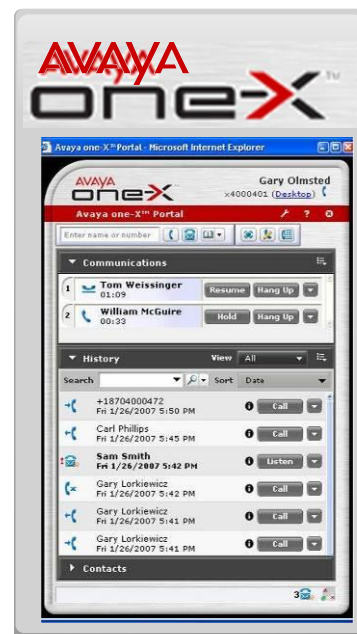 AVAYA
one-X™
Avaya one-X™ Portal - Microsoft Internet Explorer
AVAYA
one-X
Gary Olmsted
x4000401 (Desktop)
Avaya one-X™ Portal
?
Enter name or number
Communications
1 Tom Weissinger
01:09
Resume Hang Up
2 William McGuire
00:33
Hold Hang Up
History View All
Search Sort Date
+18704000472
Fri 1/26/2007 5:50 PM
Call
Carl Phillips
Fri 1/26/2007 5:45 PM
Call
Sam Smith
Fri 1/26/2007 5:42 PM
Listen
Gary Lorkiewicz
Fri 1/26/2007 5:42 PM
Call
Gary Lorkiewicz
Fri 1/26/2007 5:41 PM
Call
Gary Lorkiewicz
Fri 1/26/2007 5:41 PM
Call
Contacts
3